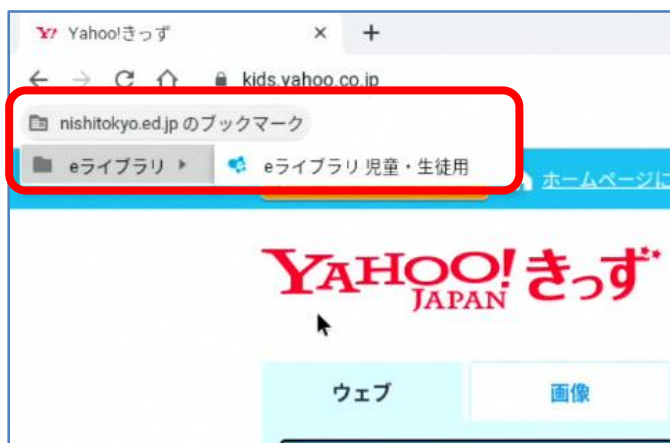 Yahoo!きっず
kids.yahoo.co.jp
nishitokyo.ed.jp のブックマーク
eライブラリ
eライブラリ 児童・生徒用
ホームページに
YAHOO!きっず
JAPAN
ウェブ
画像